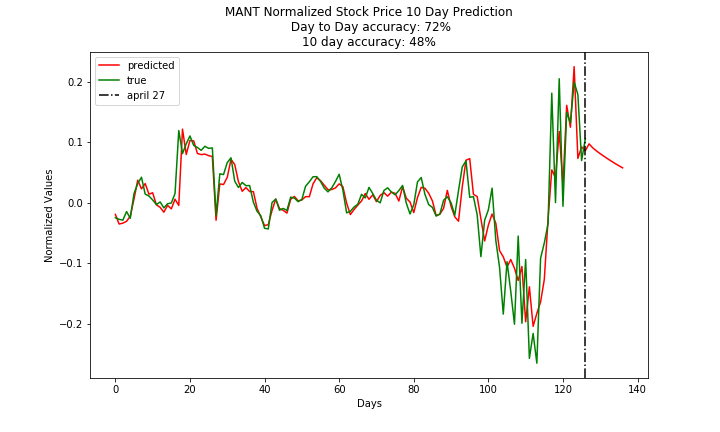 MANT Normalized Stock Price 10 Day Prediction
Day to Day accuracy: 72%
10 day accuracy: 48%
predicted
true
april 27
0.2
0.1
0.0
−0.1
−0.2
Normalized Values
0 20 40 60 80 100 120 140
Days